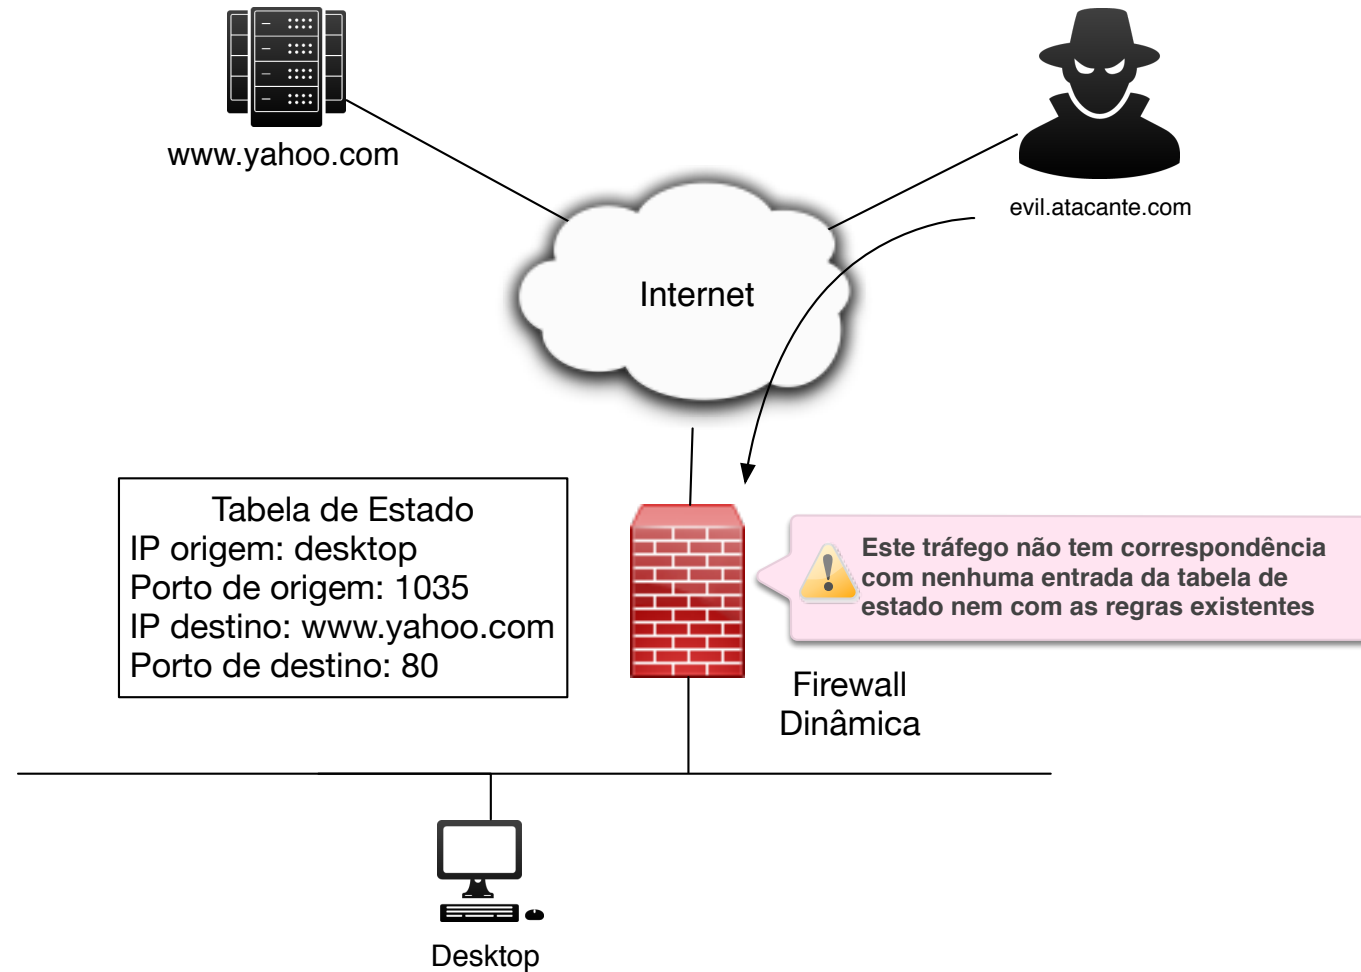 www.yahoo.com
evil.atacante.com
Internet
Tabela de Estado
IP origem: desktop
Porto de origem: 1035
IP destino: www.yahoo.com
Porto de destino: 80
Este tráfego não tem correspondência
com nenhuma entrada da tabela de
estado nem com as regras existentes
Firewall
Dinâmica
Desktop